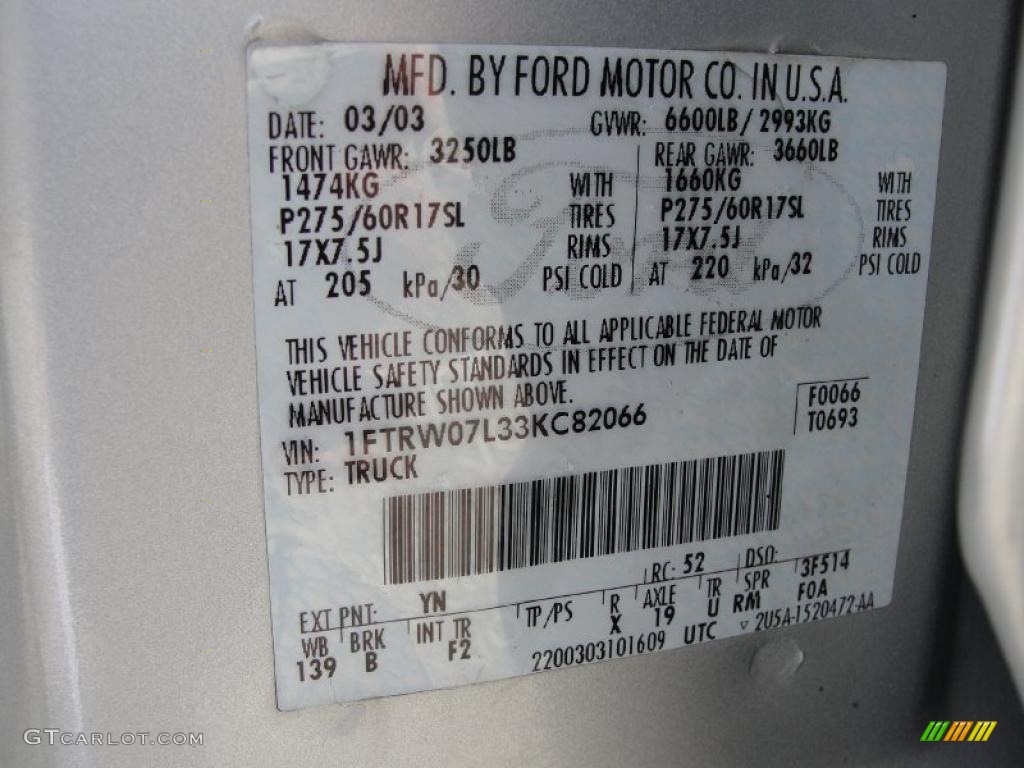 MFD. BY FORD MOTOR CO. IN U.S.A.
DATE: 03/03 GVWR: 6600LB/2993KG
FRONT GAWR: 3250LB REAR GAWR: 3660LB
1474KG WITH 1660KG WITH
P275/60R17SL TIRES P275/60R17SL TIRES
17X7.5J RIMS 17X7.5J RIMS
AT 205 kPa/30 PSI COLD AT 220 kPa/32 PSI COLD
THIS VEHICLE CONFORMS TO ALL APPLICABLE FEDERAL MOTOR
VEHICLE SAFETY STANDARDS IN EFFECT ON THE DATE OF
MANUFACTURE SHOWN ABOVE.
F0066
VIN: 1FTRW07L33KC82066
T0693
TYPE: TRUCK
EXT PNT: YN RC: 52 DSO: 3F514
WB BRK INT TR TP/PS R AXLE TR SPR F0A
139 B F2 X 19 U RM
2200303101609 UTC ▽ 2U5A-1520472-AA
Ford
GTCARLOT.COM